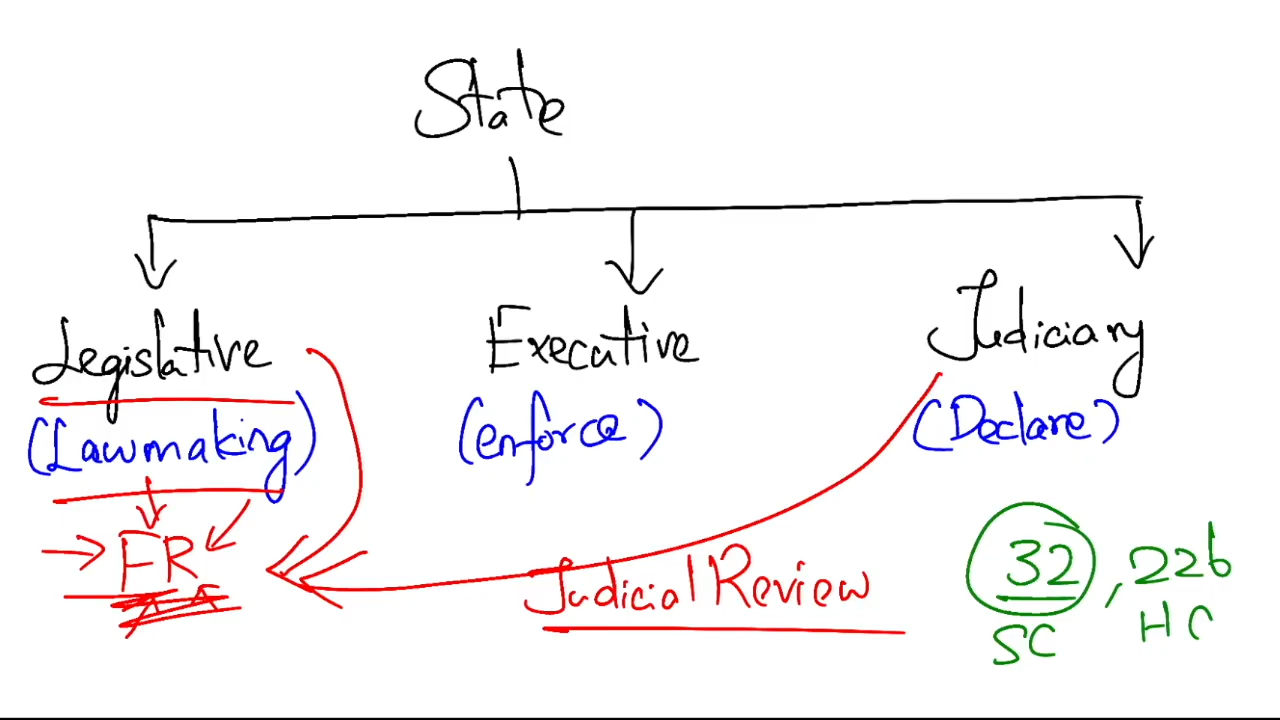 State
Legislative Executive Judiciary
(Lawmaking) (enforce) (Declare)
FR Judicial Review 32, 226
SC HC